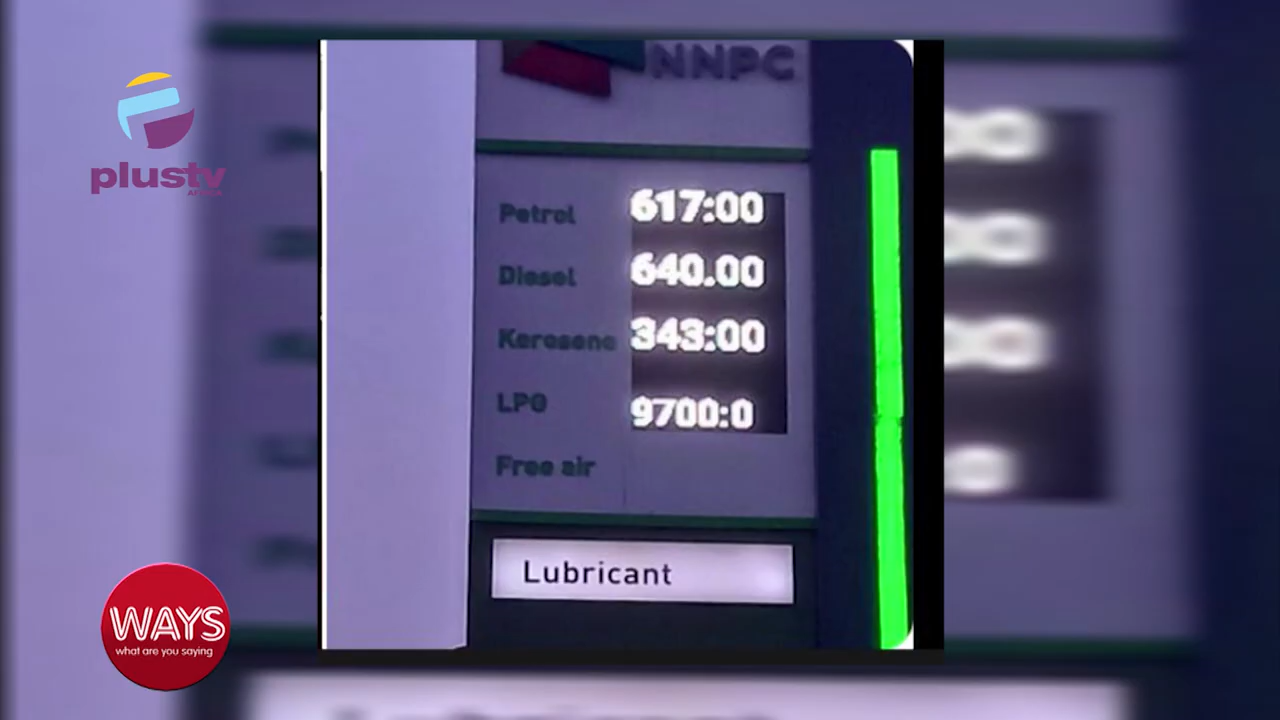 NNPC
Petrol 617:00
Diesel 640.00
Kerosene 343:00
LPG 9700:0
Free air
Lubricant
plustv
WAYS
what are you saying